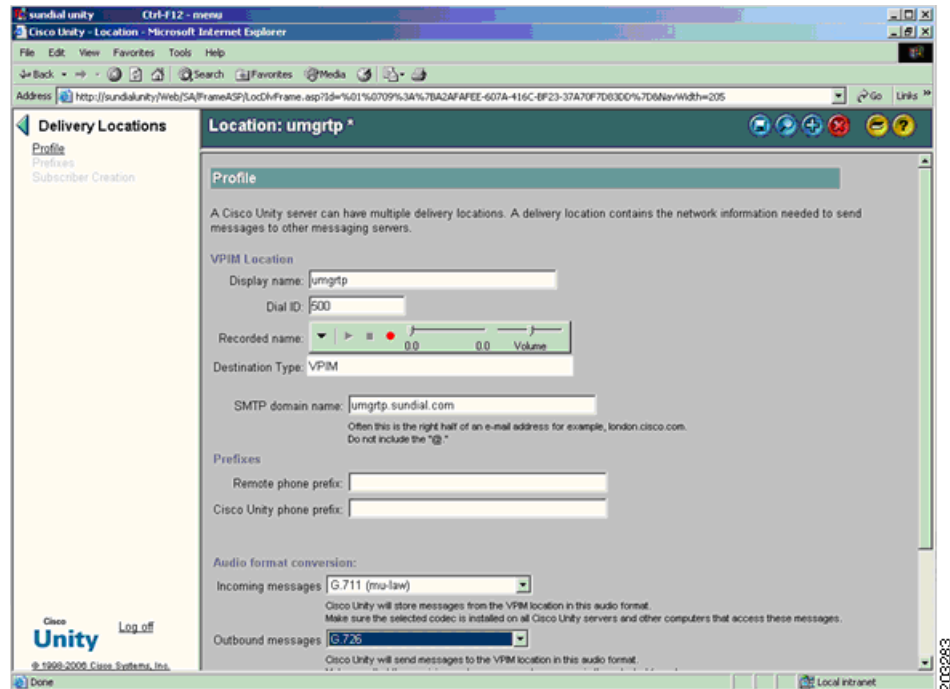 sundial unity Ctrl-F12 - menu
Cisco Unity - Location - Microsoft Internet Explorer
File Edit View Favorites Tools Help
Back Search Favorites Media
Address http://sundialunity/Web/SA/FrameASP/LocDlvFrame.asp?Id=%01%0709%3A%7BA2AFAFEE-607A-416C-BF23-37A70F7D83DD%7D&NavWidth=205 Go Links »
Delivery Locations
Profile
Prefixes
Subscriber Creation
Location: umgrtp *
Profile
A Cisco Unity server can have multiple delivery locations. A delivery location contains the network information needed to send
messages to other messaging servers.
VPIM Location
Display name: umgrtp
Dial ID: 500
Recorded name:
0.0 0.0 Volume
Destination Type: VPIM
SMTP domain name: umgrtp.sundial.com
Often this is the right half of an e-mail address for example, london.cisco.com.
Do not include the "@."
Prefixes
Remote phone prefix:
Cisco Unity phone prefix:
Audio format conversion:
Incoming messages G.711 (mu-law)
Cisco Unity will store messages from the VPIM location in this audio format.
Make sure the selected codec is installed on all Cisco Unity servers and other computers that access these messages.
Outbound messages G.726
Cisco Unity will send messages to the VPIM location in this audio format.
Cisco
Unity
Log off
© 1998-2006 Cisco Systems, Inc.
Done
Local intranet
203283